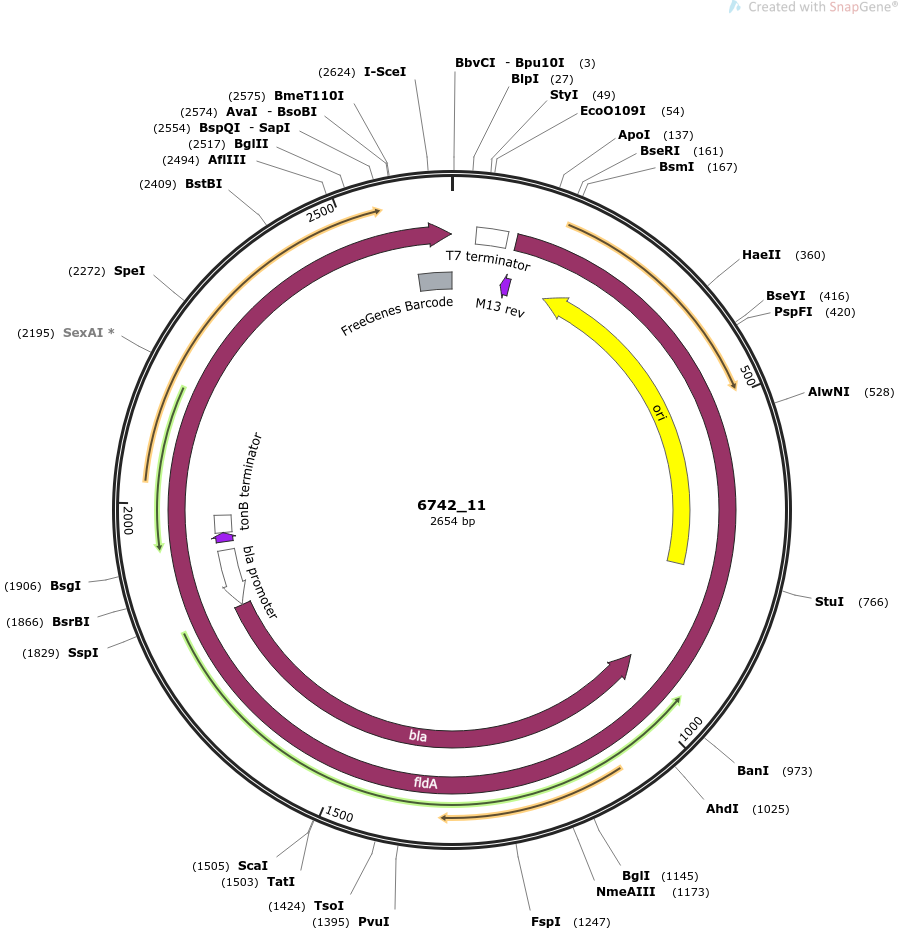 Created with SnapGene®
(2624) I-SceI
BbvCI - Bpu10I (3)
BlpI (27)
(2575) BmeT110I
StyI (49)
(2574) AvaI - BsoBI
EcoO109I (54)
(2554) BspQI - SapI
ApoI (137)
(2517) BglII
BseRI (161)
(2494) AflIII
BsmI (167)
(2409) BstBI
2500
HaeII (360)
T7 terminator
(2272) SpeI
BseYI (416)
FreeGenes Barcode
M13 rev
PspFI (420)
(2195) SexAI *
500
AlwNI (528)
ori
tonB terminator
6742_11
2654 bp
2000
bla promoter
(1906) BsgI
StuI (766)
(1866) BsrBI
(1829) SspI
bla
1000
BanI (973)
fldA
AhdI (1025)
1500
(1505) ScaI
BglI (1145)
(1503) TatI
NmeAIII (1173)
(1424) TsoI
(1395) PvuI
FspI (1247)